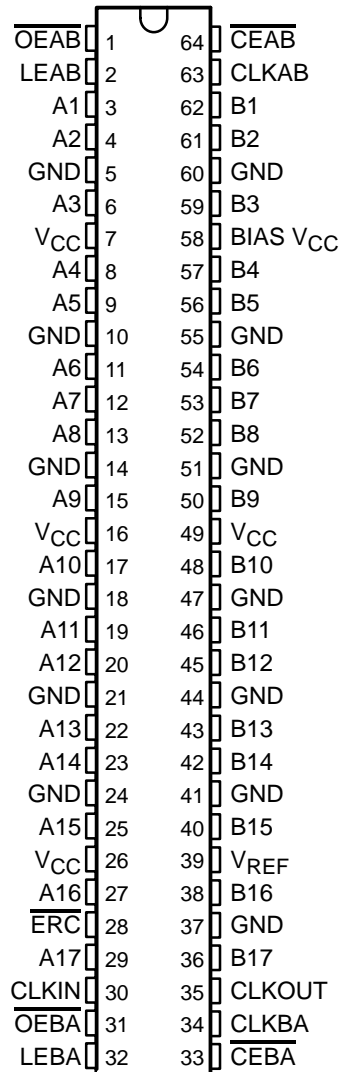 OEAB 1 64 CEAB
LEAB 2 63 CLKAB
A1 3 62 B1
A2 4 61 B2
GND 5 60 GND
A3 6 59 B3
VCC 7 58 BIAS VCC
A4 8 57 B4
A5 9 56 B5
GND 10 55 GND
A6 11 54 B6
A7 12 53 B7
A8 13 52 B8
GND 14 51 GND
A9 15 50 B9
VCC 16 49 VCC
A10 17 48 B10
GND 18 47 GND
A11 19 46 B11
A12 20 45 B12
GND 21 44 GND
A13 22 43 B13
A14 23 42 B14
GND 24 41 GND
A15 25 40 B15
VCC 26 39 VREF
A16 27 38 B16
ERC 28 37 GND
A17 29 36 B17
CLKIN 30 35 CLKOUT
OEBA 31 34 CLKBA
LEBA 32 33 CEBA